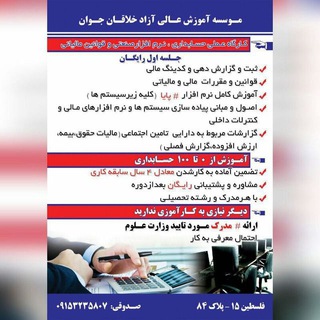 موسسه آموزش عالی آزاد خلاقان جوان
کارگاه عملی حسابداری ، نرم افزار صنعتی و قوانین مالیاتی
جلسه اول رایگان
ثبت و گزارش دهی و کدینگ مالی
قوانین و مقررات مالی و مالیاتی
آموزش کامل نرم افزار # پایا (کلیه زیرسیستم ها)
اصول و مبانی پیاده سازی سیستم ها و نرم افزارهای مالی و
کنترلات داخلی
گزارشات مربوط به دارایی تامین اجتماعی (مالیات حقوق،بیمه،
ارزش افزوده،گزارش فصلی)
آموزش از ۰ تا ۱۰۰ حسابداری
تضمین آماده به کارشدن معادل ۴ سال سابقه کاری
مشاوره و پشتیبانی رایگان بعدازدوره
با هرمدرک و رشته تحصیلی
دیگر نیازی به کارآموزی ندارید
ارائه # مدرک مورد تایید وزارت علوم
احتمال معرفی به کار
فلسطین ۱۵ - پلاک ۸۴
صدوقی: ۰۹۱۵۳۲۳۵۸۰۷